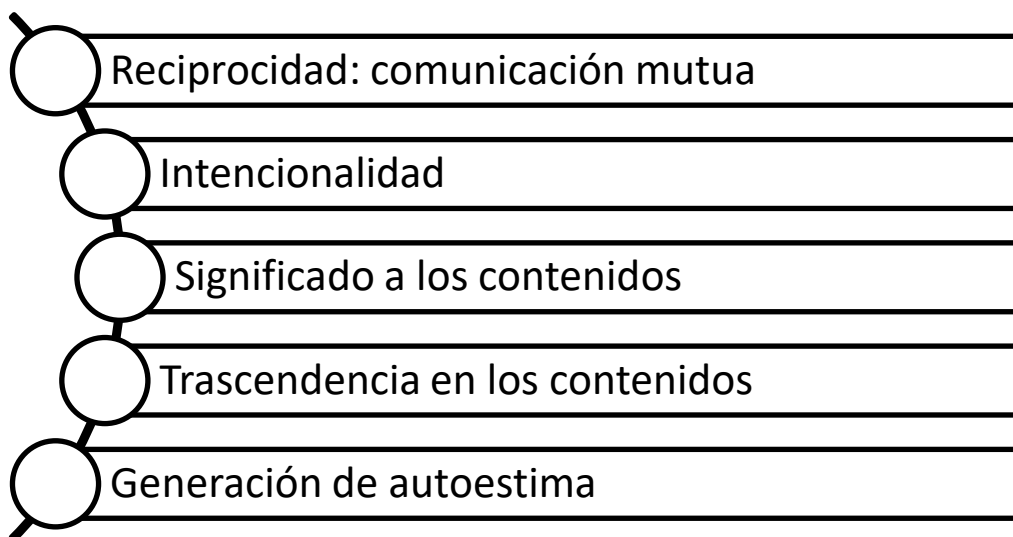 Reciprocidad: comunicación mutua
Intencionalidad
Significado a los contenidos
Trascendencia en los contenidos
Generación de autoestima